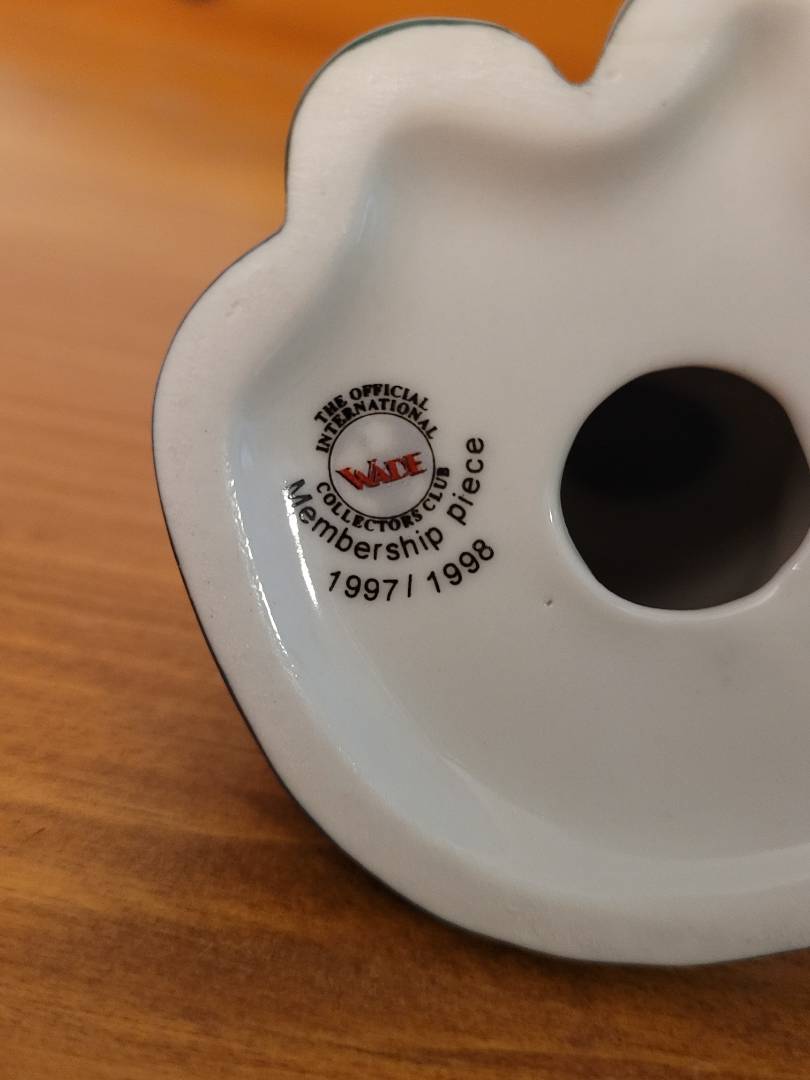 THE OFFICIAL
INTERNATIONAL
WADE
COLLECTORS CLUB
Membership piece
1997/1998